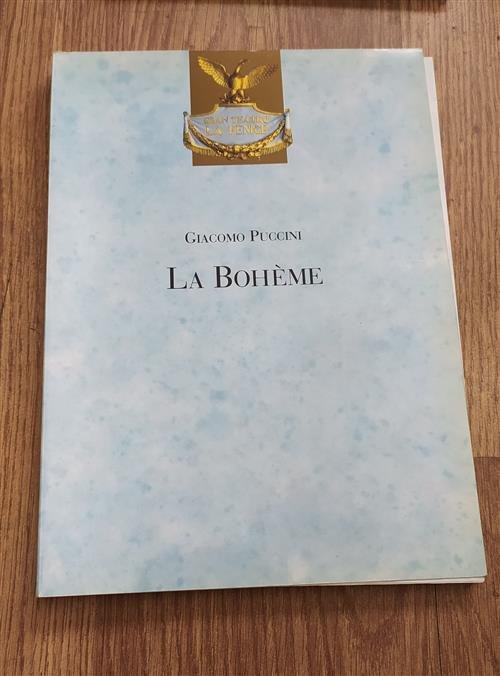 GRAN TEATRO
LA FENICE
GIACOMO PUCCINI
LA BOHÈME